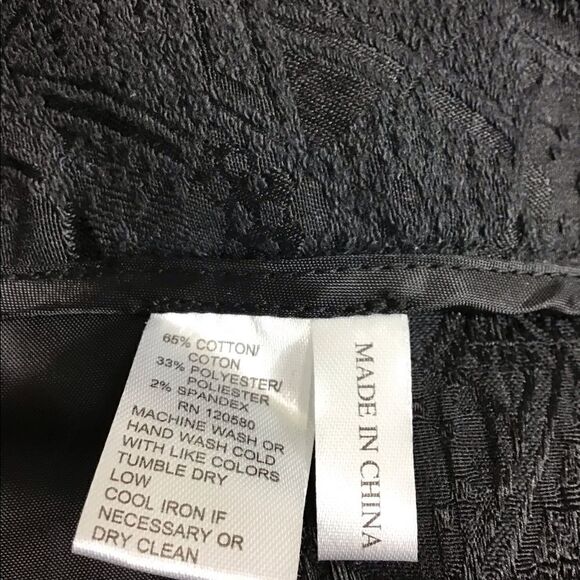 65% COTTON/
COTON
33% POLYESTER/
POLIESTER
2% SPANDEX
RN 120580
MACHINE WASH OR
HAND WASH COLD
WITH LIKE COLORS
TUMBLE DRY
LOW
COOL IRON IF
NECESSARY OR
DRY CLEAN
MADE IN CHINA